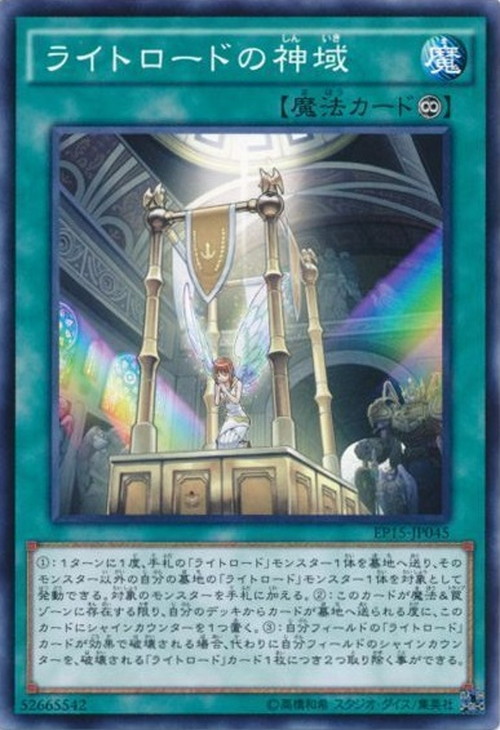 ライトロードの神域
しん いき
魔
【魔法カード】
まほう
EP15-JP045
①:1ターンに1度、手札の「ライトロード」モンスター1体を墓地へ送り、その
モンスター以外の自分の墓地の「ライトロード」モンスター1体を対象として
発動できる。対象のモンスターを手札に加える。②:このカードが魔法&罠
ゾーンに存在する限り、自分のデッキからカードが墓地へ送られる度に、この
カードにシャインカウンターを1つ置く。③:自分フィールドの「ライトロード」
カードが効果で破壊される場合、代わりに自分フィールドのシャインカウン
ターを、破壊される「ライトロード」カード1枚につき2つ取り除く事ができる。
52665542
©高橋和希 スタジオ・ダイス/集英社